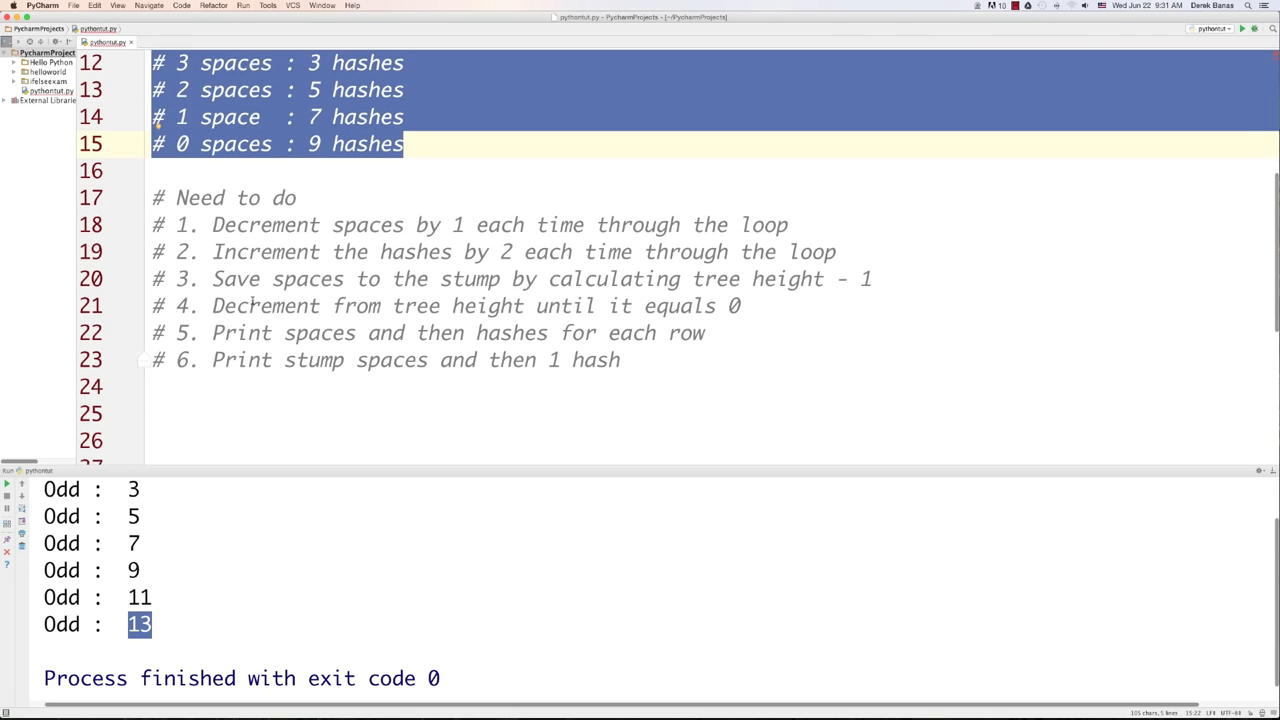 PyCharm File Edit View Navigate Code Refactor Run Tools VCS Window Help 10 Wed Jun 22 9:31 AM Derek Banas
pythontut.py - PycharmProjects - [~/PycharmProjects]
PycharmProjects pythontut.py pythontut
pythontut.py
PycharmProject
Hello Python
helloworld
ifelseexam
pythontut.py
External Librarie
12 # 3 spaces : 3 hashes
13 # 2 spaces : 5 hashes
14 # 1 space : 7 hashes
15 # 0 spaces : 9 hashes
16
17 # Need to do
18 # 1. Decrement spaces by 1 each time through the loop
19 # 2. Increment the hashes by 2 each time through the loop
20 # 3. Save spaces to the stump by calculating tree height - 1
21 # 4. Decrement from tree height until it equals 0
22 # 5. Print spaces and then hashes for each row
23 # 6. Print stump spaces and then 1 hash
24
25
26
Run pythontut
Odd : 3
Odd : 5
Odd : 7
Odd : 9
Odd : 11
Odd : 13
Process finished with exit code 0
105 chars, 5 lines 15:22 LF÷ UTF-8÷